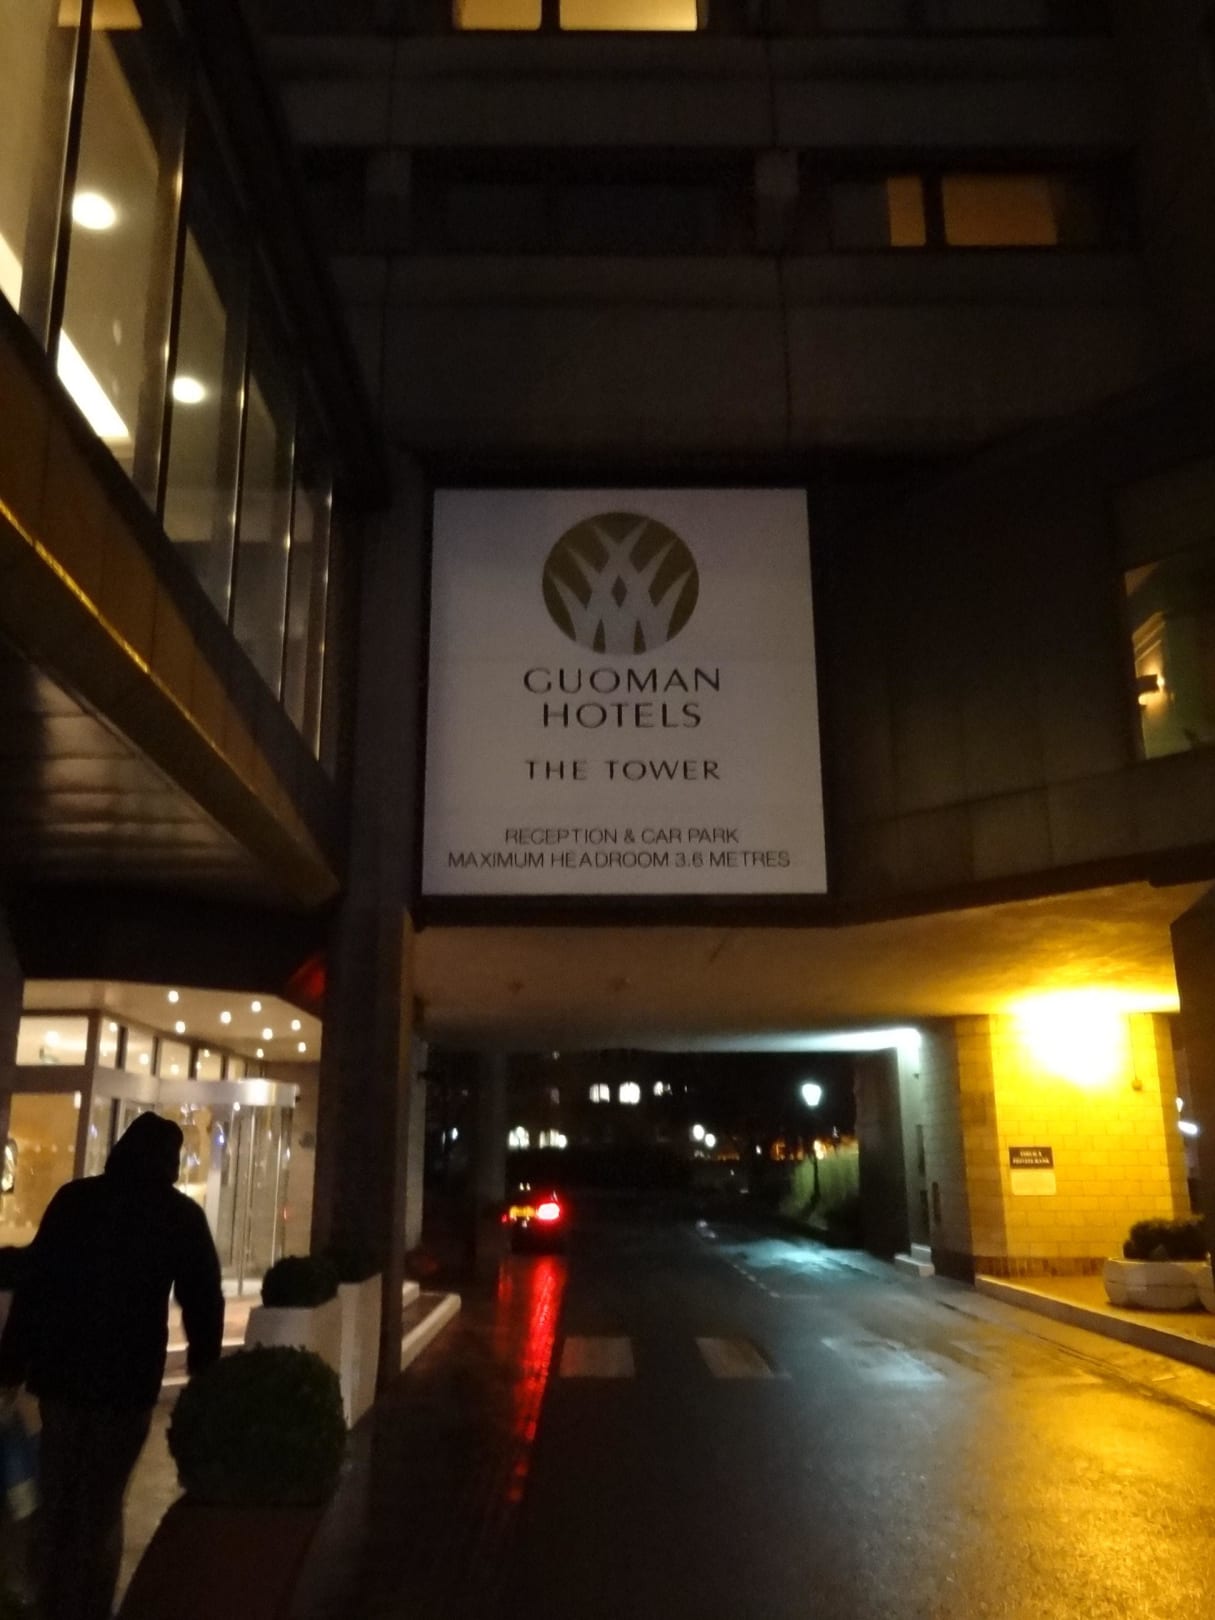 GUOMAN
HOTELS
THE TOWER
RECEPTION & CAR PARK
MAXIMUM HEADROOM 3.6 METRES